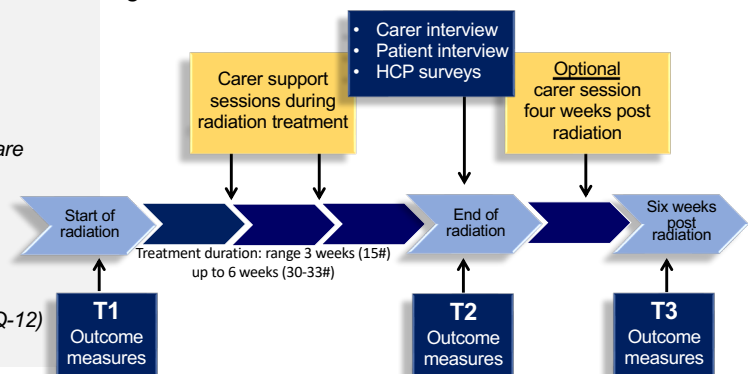 Carer support
sessions during
radiation treatment
• Carer interview
• Patient interview
• HCP surveys
Optional
carer session
four weeks post
radiation
are
Start of
radiation
End of
radiation
Six weeks
post
radiation
Treatment duration: range 3 weeks (15#)
up to 6 weeks (30-33#)
Q-12)
T1
Outcome
measures
T2
Outcome
measures
T3
Outcome
measures